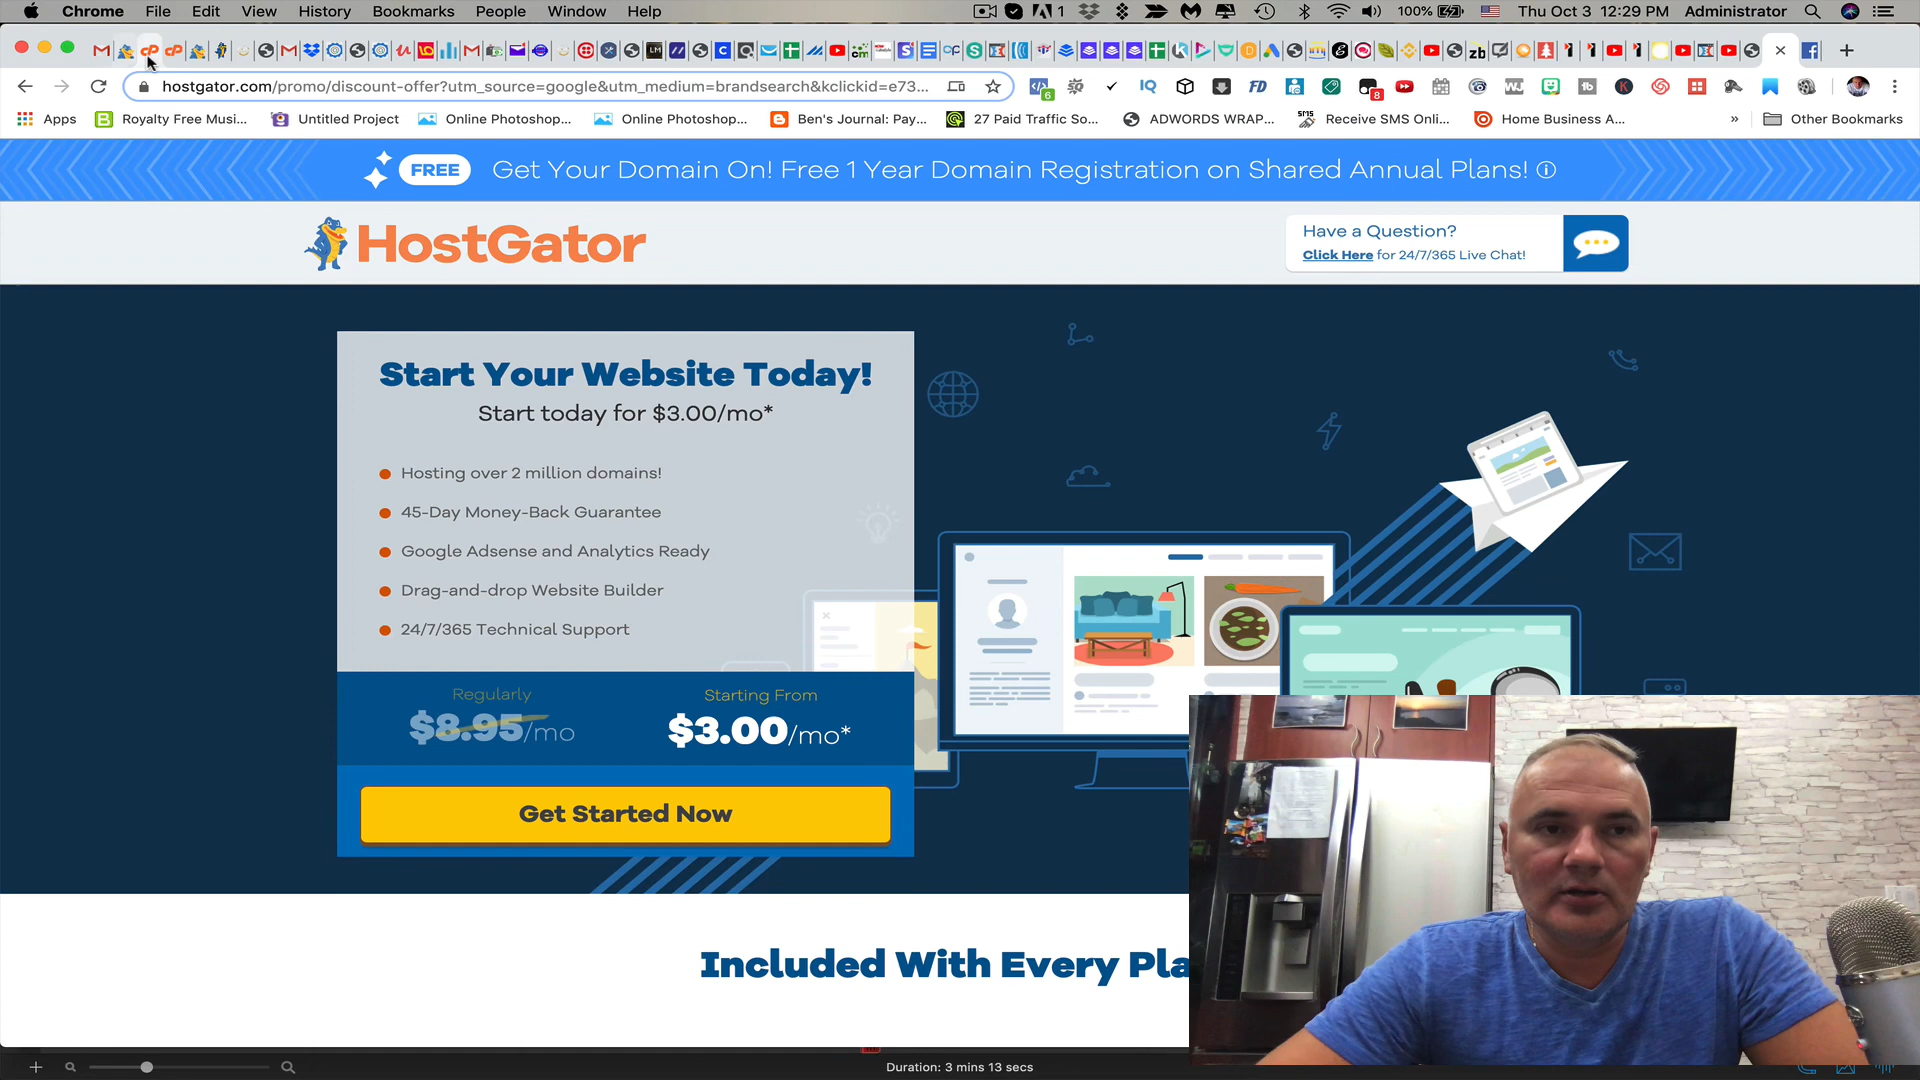 Chrome File Edit View History Bookmarks People Window Help 1 100% Thu Oct 3 12:29 PM Administrator
hostgator.com/promo/discount-offer?utm_source=google&utm_medium=brandsearch&kclickid=e73...
Apps Royalty Free Musi... Untitled Project Online Photoshop... Online Photoshop... Ben's Journal: Pay... 27 Paid Traffic So... ADWORDS WRAP... Receive SMS Onli... Home Business A... » Other Bookmarks
FREE Get Your Domain On! Free 1 Year Domain Registration on Shared Annual Plans!
HostGator
Have a Question?
Click Here for 24/7/365 Live Chat!
Start Your Website Today!
Start today for $3.00/mo*
Hosting over 2 million domains!
45-Day Money-Back Guarantee
Google Adsense and Analytics Ready
Drag-and-drop Website Builder
24/7/365 Technical Support
Regularly
$8.95/mo
Starting From
$3.00/mo*
Get Started Now
Included With Every Pla
Duration: 3 mins 13 secs